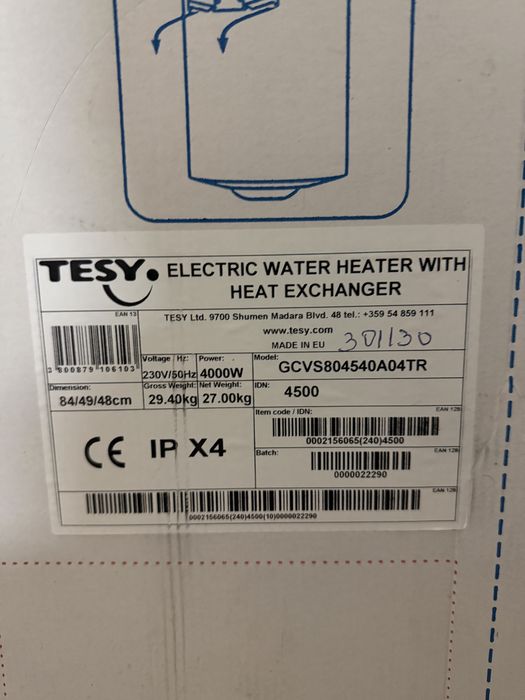 TESY
ELECTRIC WATER HEATER WITH
HEAT EXCHANGER
EAN 13
3 800879 106103
TESY Ltd. 9700 Shumen Madara Blvd. 48 tel.: +359 54 859 111
www.tesy.com
MADE IN EU 301130
Voltage Hz: Power: Model:
230V/50Hz 4000W GCVS804540A04TR
Dimension: Gross Weight: Net Weight: IDN:
84/49/48cm 29.40kg 27.00kg 4500
Item code / IDN: EAN 128
0002156065(240)4500
CE IP X4
Batch: EAN 128
0000022290
EAN 128
0002156065(240)4500(10)0000022290